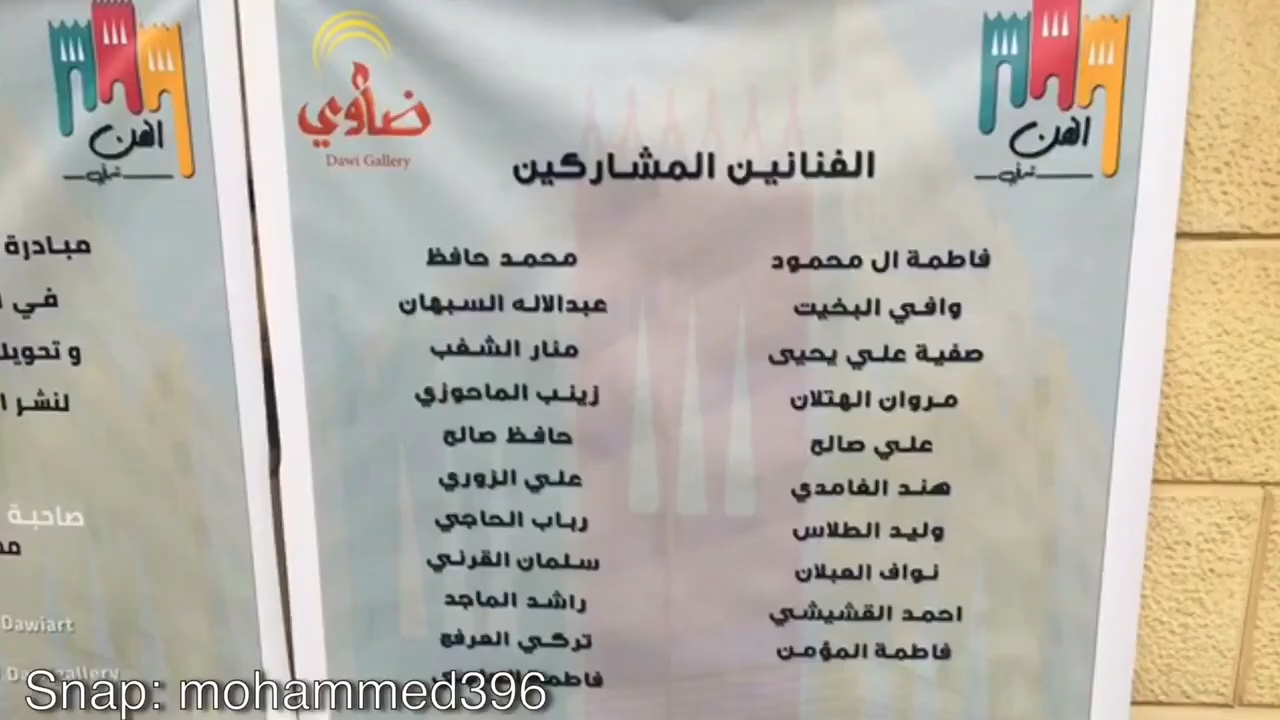 ضاوي
Dawi Gallery
الفنانين المشاركين
فاطمة ال محمود
وافي البخيت
صفية علي يحيى
مروان الهتلان
علي صالح
هند الغامدي
وليد الطلاس
نواف العبلان
احمد القشيشي
فاطمة المؤمن
محمد حافظ
عبدالاله السبهان
منار الشغب
زينب الماحوزي
حافظ صالح
علي الزوري
رباب الحاجي
سلمان القرني
راشد الماجد
تركي العرفج
فاطمة
مبادرة
في
و تحويل
لنشر ا
صاحبة
Dawiart
Snap: mohammed396